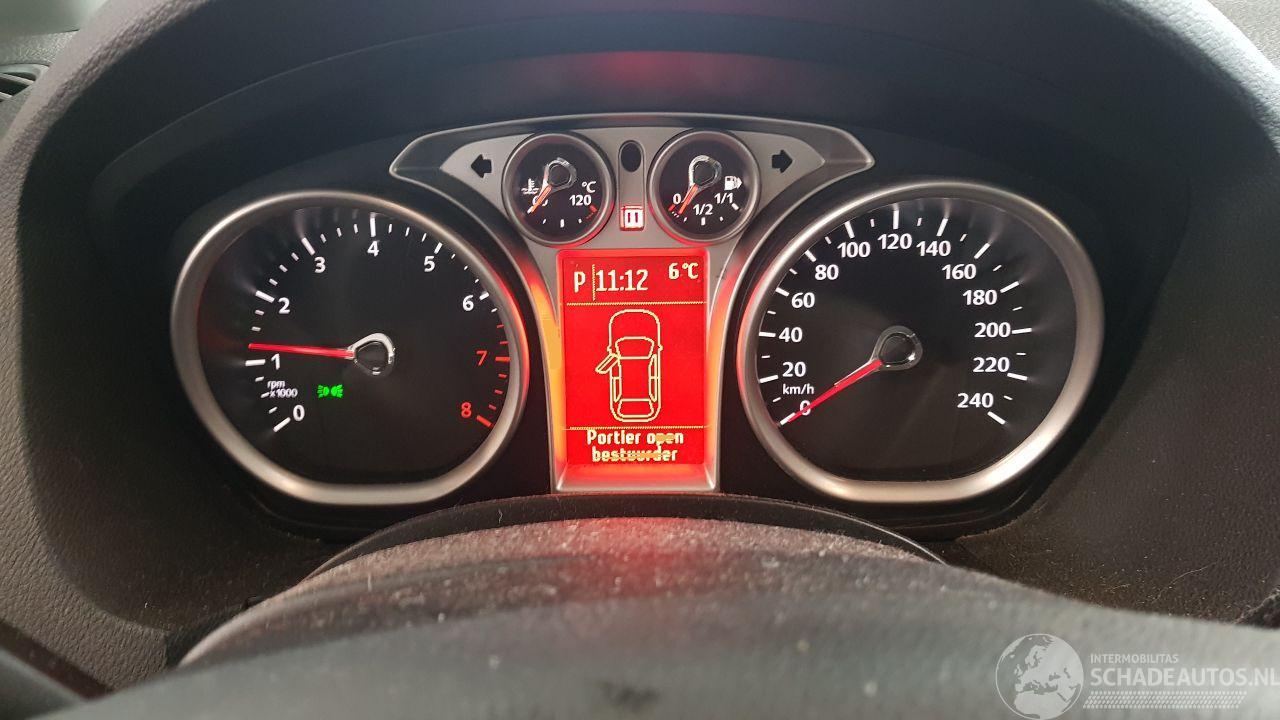 °C
120
0
1/2
1/1
P 11:12 6°C
Portier open
bestuurder
0
1
2
3
4
5
6
7
8
rpm
x1000
0
20
40
60
80
100
120
140
160
180
200
220
240
km/h
INTERMOBILITAS
SCHADEAUTOS.NL